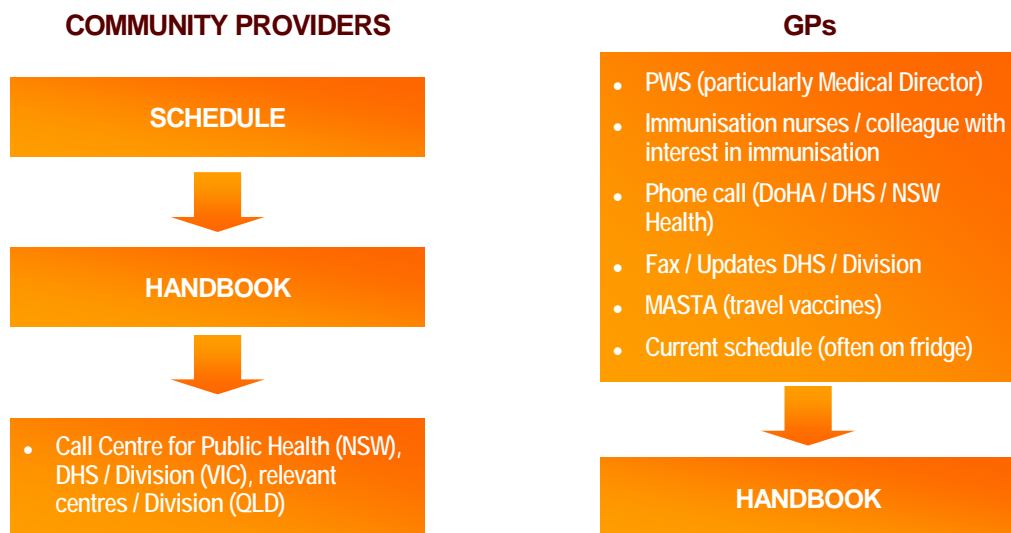 COMMUNITY PROVIDERS
SCHEDULE
HANDBOOK
• Call Centre for Public Health (NSW),
DHS / Division (VIC), relevant
centres / Division (QLD)
GPs
• PWS (particularly Medical Director)
• Immunisation nurses / colleague with
interest in immunisation
• Phone call (DoHA / DHS / NSW
Health)
• Fax / Updates DHS / Division
• MASTA (travel vaccines)
• Current schedule (often on fridge)
HANDBOOK